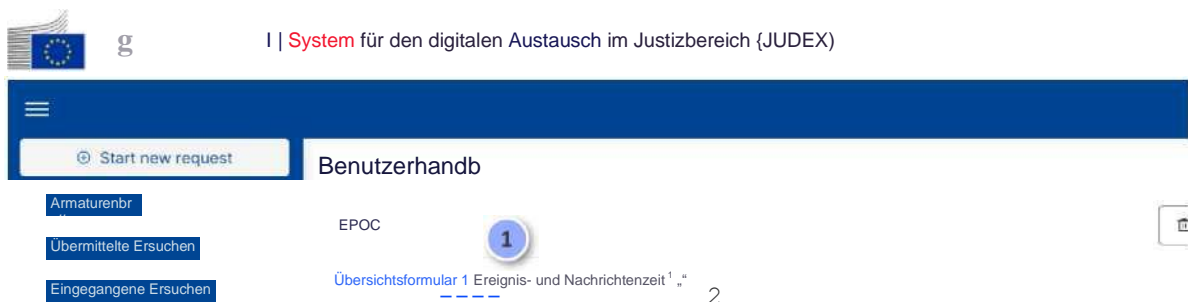 g
I | System für den digitalen Austausch im Justizbereich {JUDEX)
Start new request
Benutzerhandb
Armaturenbr
EPOC
1
Übermittelte Ersuchen
Übersichtsformular 1 Ereignis- und Nachrichtenzeit ¹ „“
2
Eingegangene Ersuchen